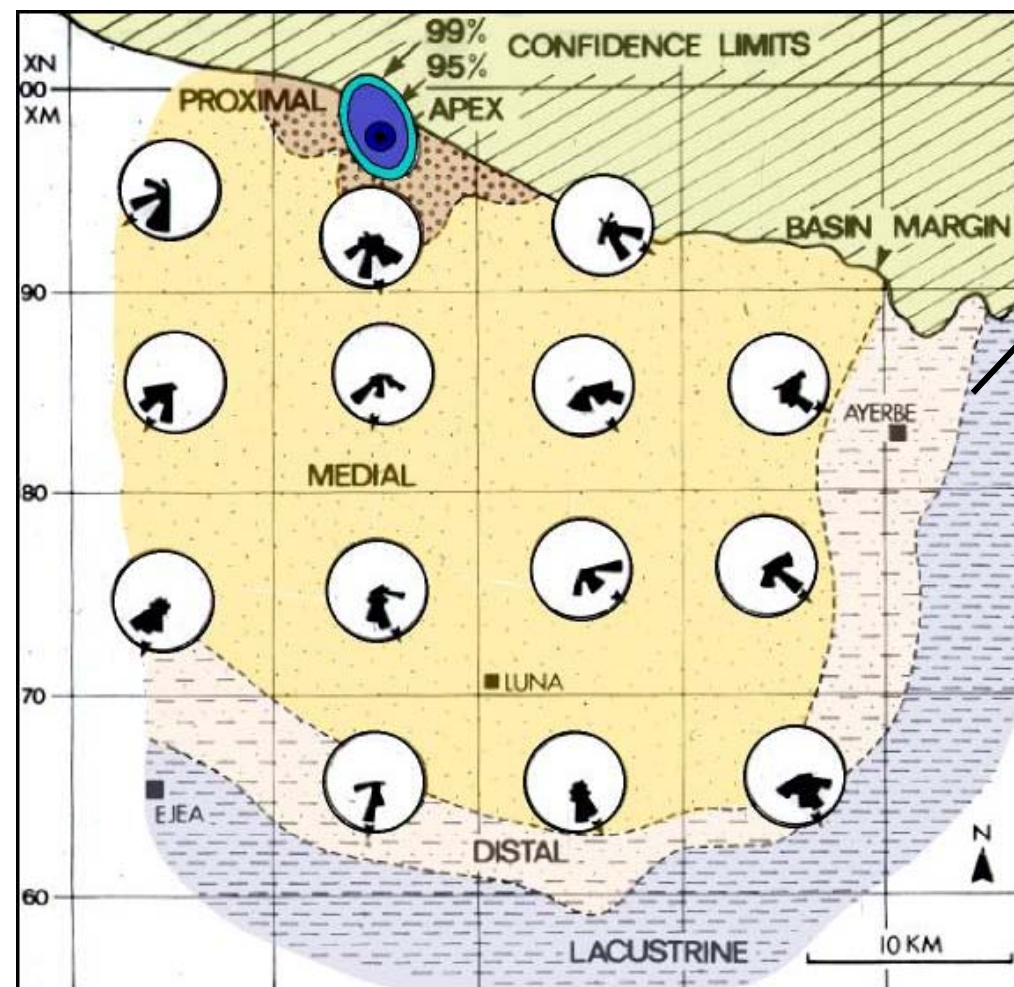 99%
CONFIDENCE LIMITS
95%
XN
00
XM
PROXIMAL
APEX
BASIN MARGIN
90
AYERBE
MEDIAL
80
LUNA
70
EJEA
DISTAL
N
60
LACUSTRINE
10 KM